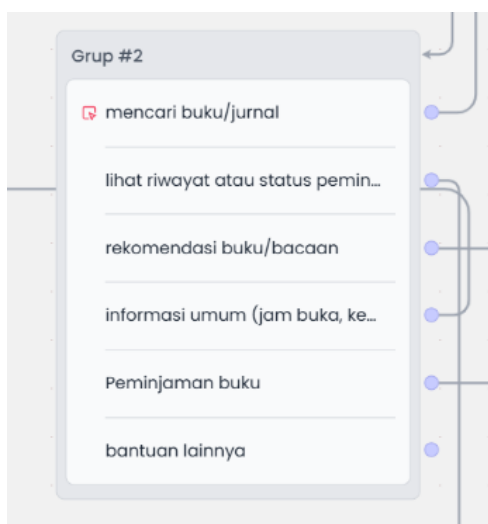 Grup #2
mencari buku/jurnal
lihat riwayat atau status pemin...
rekomendasi buku/bacaan
informasi umum (jam buka, ke...
Peminjaman buku
bantuan lainnya